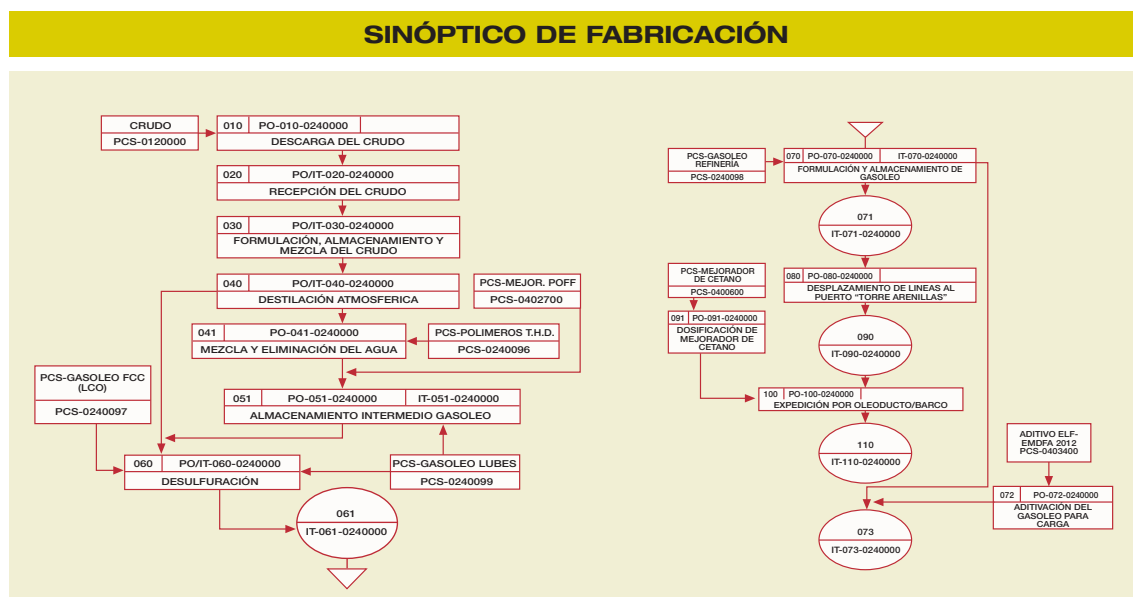 SINÓPTICO DE FABRICACIÓN
CRUDO
PCS-0120000
010 PO-010-0240000
DESCARGA DEL CRUDO
020 PO/IT-020-0240000
RECEPCIÓN DEL CRUDO
030 PO/IT-030-0240000
FORMULACIÓN, ALMACENAMIENTO Y
MEZCLA DEL CRUDO
040 PO/IT-040-0240000
DESTILACIÓN ATMOSFERICA
PCS-MEJOR. POFF
PCS-0402700
041 PO-041-0240000
MEZCLA Y ELIMINACIÓN DEL AGUA
PCS-POLIMEROS T.H.D.
PCS-0240096
PCS-GASOLEO FCC
(LCO)
PCS-0240097
051 PO-051-0240000 IT-051-0240000
ALMACENAMIENTO INTERMEDIO GASOLEO
060 PO/IT-060-0240000
DESULFURACIÓN
PCS-GASOLEO LUBES
PCS-0240099
061
IT-061-0240000
PCS-GASOLEO
REFINERÍA
PCS-0240098
070 PO-070-0240000 IT-070-0240000
FORMULACIÓN Y ALMACENAMIENTO DE
GASOLEO
071
IT-071-0240000
PCS-MEJORADOR
DE CETANO
PCS-0400600
080 PO-080-0240000
DESPLAZAMIENTO DE LINEAS AL
PUERTO "TORRE ARENILLAS"
091 PO-091-0240000
DOSIFICACIÓN DE
MEJORADOR DE
CETANO
090
IT-090-0240000
100 PO-100-0240000
EXPEDICIÓN POR OLEODUCTO/BARCO
110
IT-110-0240000
ADITIVO ELF-
EMDFA 2012
PCS-0403400
072 PO-072-0240000
ADITIVACIÓN DEL
GASOLEO PARA
CARGA
073
IT-073-0240000